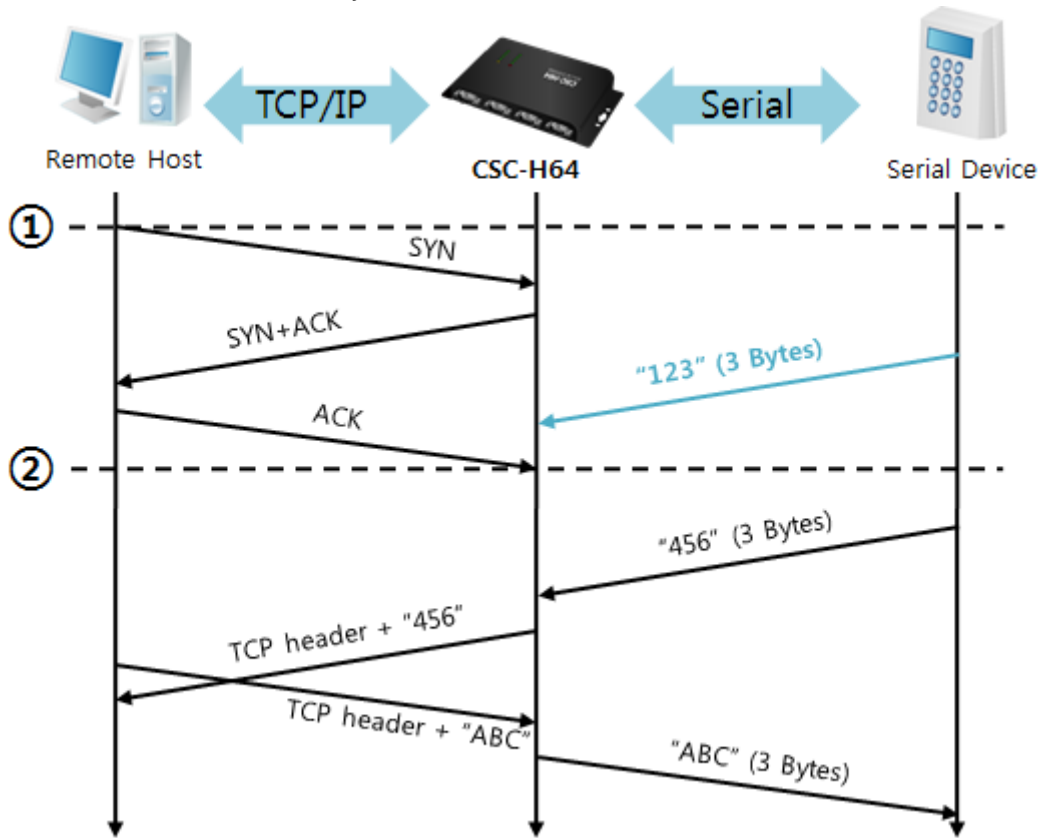 TCP/IP
Serial
Remote Host
CSC-H64
Serial Device
①
SYN
SYN+ACK
"123" (3 Bytes)
ACK
②
"456" (3 Bytes)
TCP header + "456"
TCP header + "ABC"
"ABC" (3 Bytes)